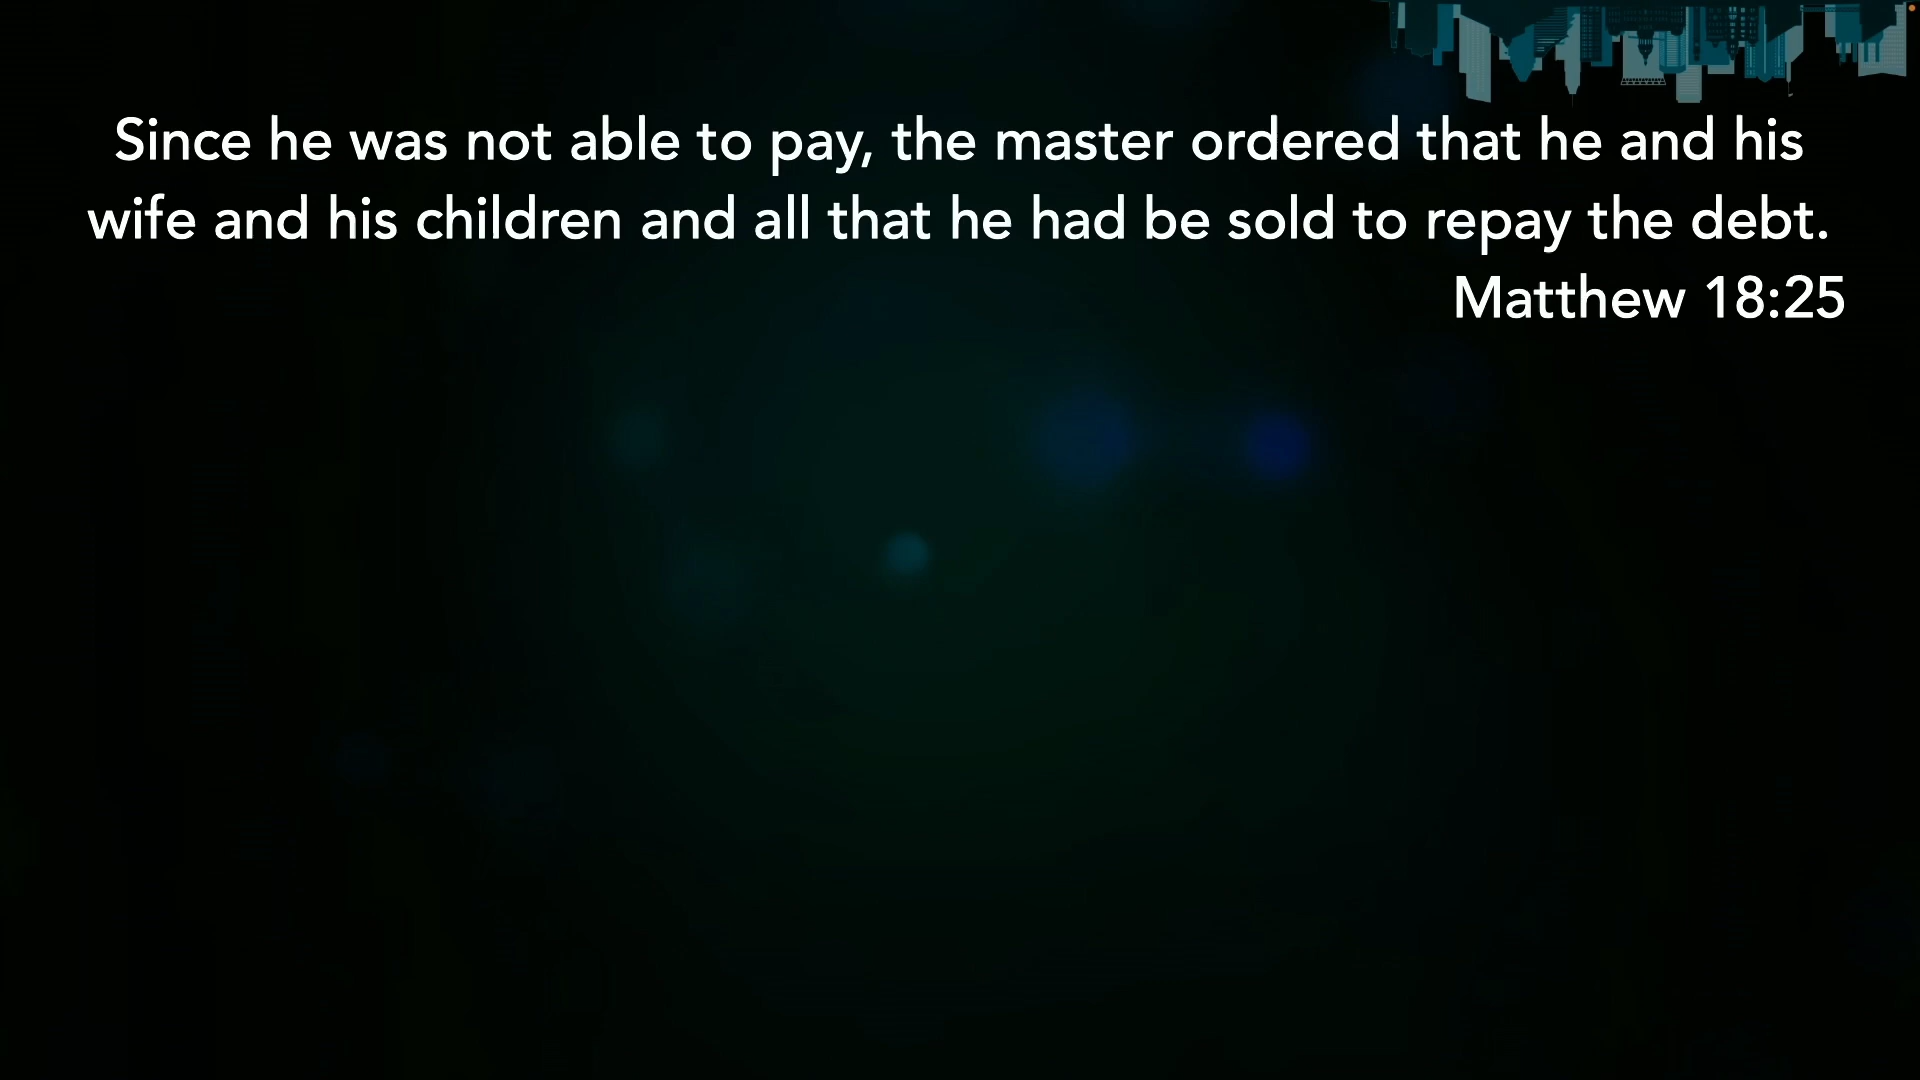 Since he was not able to pay, the master ordered that he and his
wife and his children and all that he had be sold to repay the debt.
Matthew 18:25